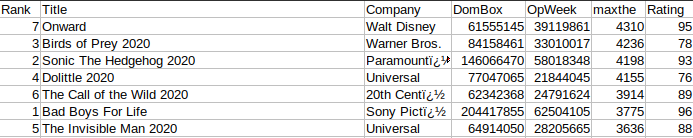 Rank Title Company DomBox OpWeek maxthe Rating
7 Onward Walt Disney 61555145 39119861 4310 95
3 Birds of Prey 2020 Warner Bros. 84158461 33010017 4236 78
2 Sonic The Hedgehog 2020 Paramountï¿½ 146066470 58018348 4198 93
4 Dolittle 2020 Universal 77047065 21844045 4155 76
6 The Call of the Wild 2020 20th Centï¿½ 62342368 24791624 3914 89
1 Bad Boys For Life Sony Pictï¿½ 204417855 62504105 3775 96
5 The Invisible Man 2020 Universal 64914050 28205665 3636 88